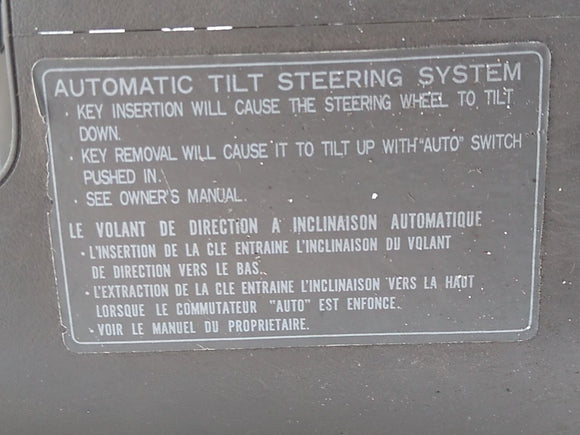 AUTOMATIC TILT STEERING SYSTEM
· KEY INSERTION WILL CAUSE THE STEERING WHEEL TO TILT
DOWN.
· KEY REMOVAL WILL CAUSE IT TO TILT UP WITH "AUTO" SWITCH
PUSHED IN.
· SEE OWNER'S MANUAL.
LE VOLANT DE DIRECTION A INCLINAISON AUTOMATIQUE
· L'INSERTION DE LA CLE ENTRAINE L'INCLINAISON DU VOLANT
DE DIRECTION VERS LE BAS.
· L'EXTRACTION DE LA CLE ENTRAINE L'INCLINAISON VERS LA HAUT
LORSQUE LE COMMUTATEUR "AUTO" EST ENFONCE.
· VOIR LE MANUEL DU PROPRIETAIRE.